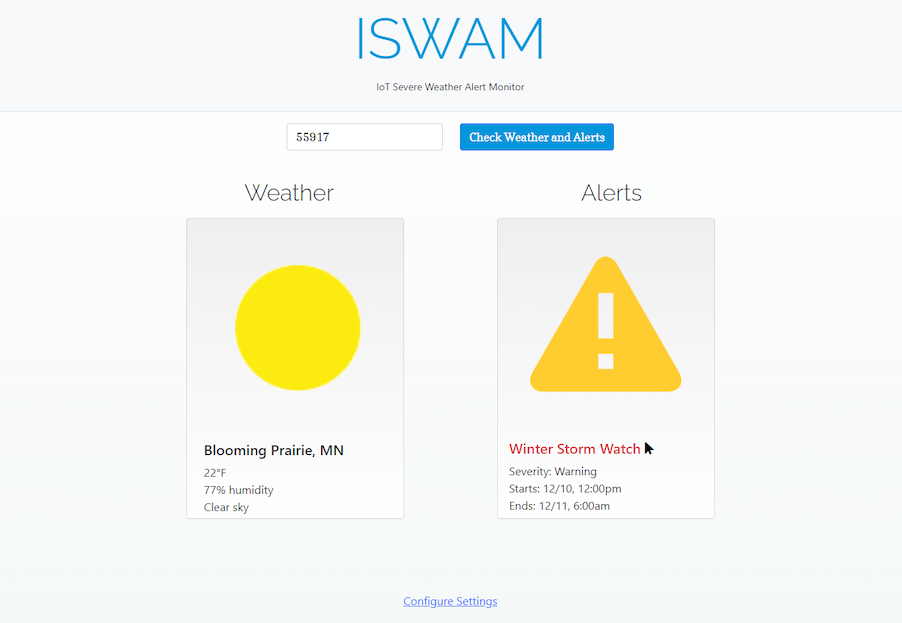 ISWAM
IoT Severe Weather Alert Monitor
55917
Check Weather and Alerts
Weather
Blooming Prairie, MN
22°F
77% humidity
Clear sky
Alerts
Winter Storm Watch
Severity: Warning
Starts: 12/10, 12:00pm
Ends: 12/11, 6:00am
Configure Settings